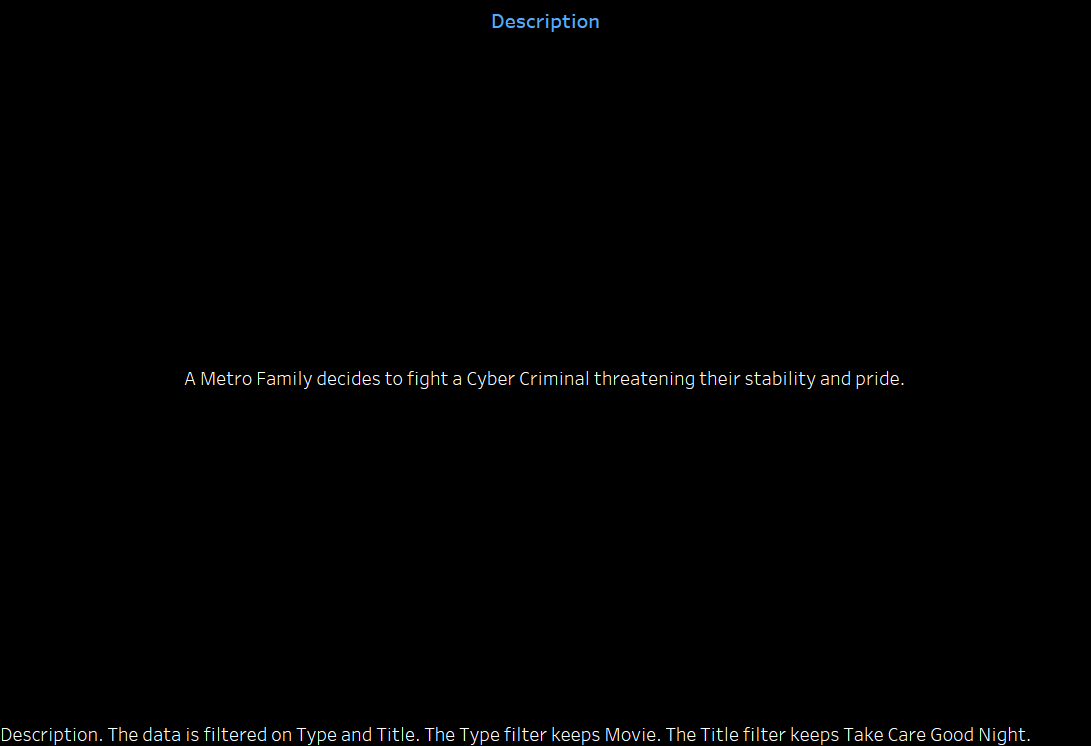 Description
A Metro Family decides to fight a Cyber Criminal threatening their stability and pride.
Description. The data is filtered on Type and Title. The Type filter keeps Movie. The Title filter keeps Take Care Good Night.